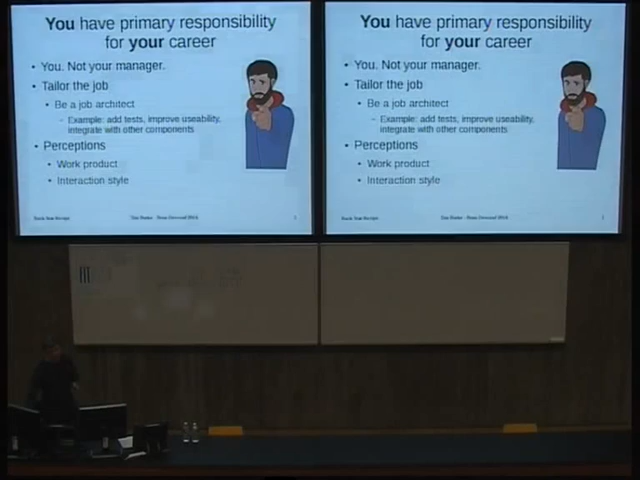 You have primary responsibility
for your career
• You. Not your manager.
• Tailor the job
• Be a job architect
– Example: add tests, improve useability,
integrate with other components
• Perceptions
• Work product
• Interaction style
You have primary responsibility
for your career
• You. Not your manager.
• Tailor the job
• Be a job architect
– Example: add tests, improve useability,
integrate with other components
• Perceptions
• Work product
• Interaction style